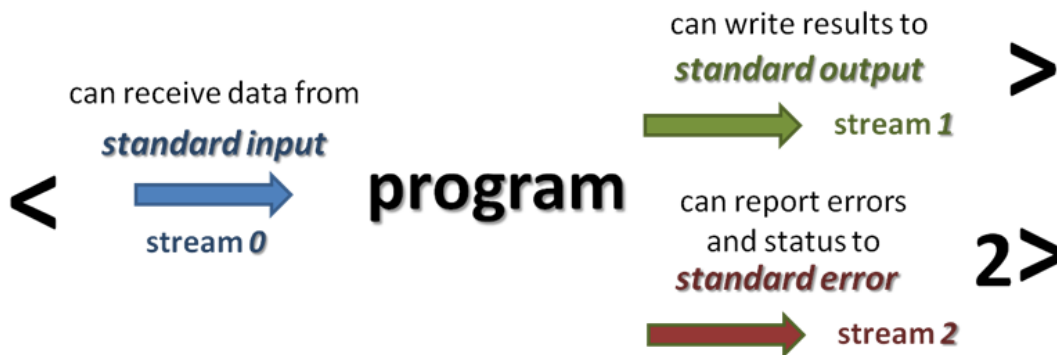 <
can receive data from
standard input
stream 0
program
can write results to
standard output
stream 1
>
can report errors
and status to
standard error
stream 2
2>